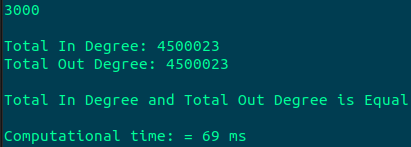 3000
Total In Degree: 4500023
Total Out Degree: 4500023
Total In Degree and Total Out Degree is Equal
Computational time: = 69 ms